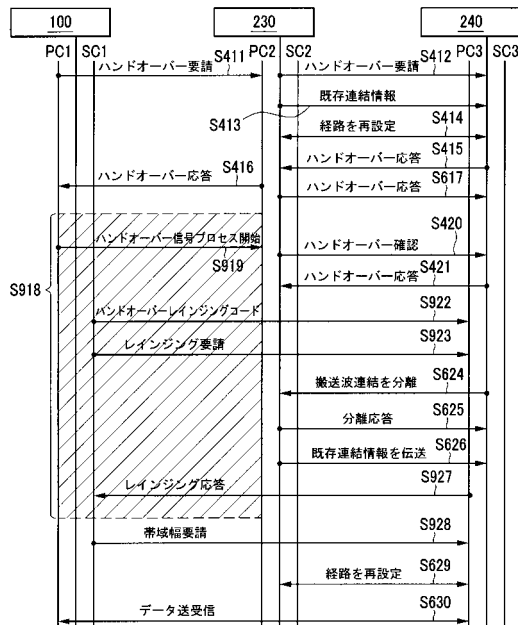 100 230 240
PC1 SC1 PC2 SC2 PC3 SC3
ハンドオーバー要請 S411
ハンドオーバー要請 S412
既存連結情報
S413
経路を再設定 S414
ハンドオーバー応答 S415
ハンドオーバー応答 S416
ハンドオーバー応答 S617
ハンドオーバー信号プロセス開始
S919
ハンドオーバー確認 S420
S918
ハンドオーバー応答 S421
ハンドオーバーレインジングコード S922
レインジング要請 S923
搬送波連結を分離 S624
分離応答 S625
既存連結情報を伝送 S626
レインジング応答 S927
帯域幅要請 S928
経路を再設定 S629
データ送受信 S630